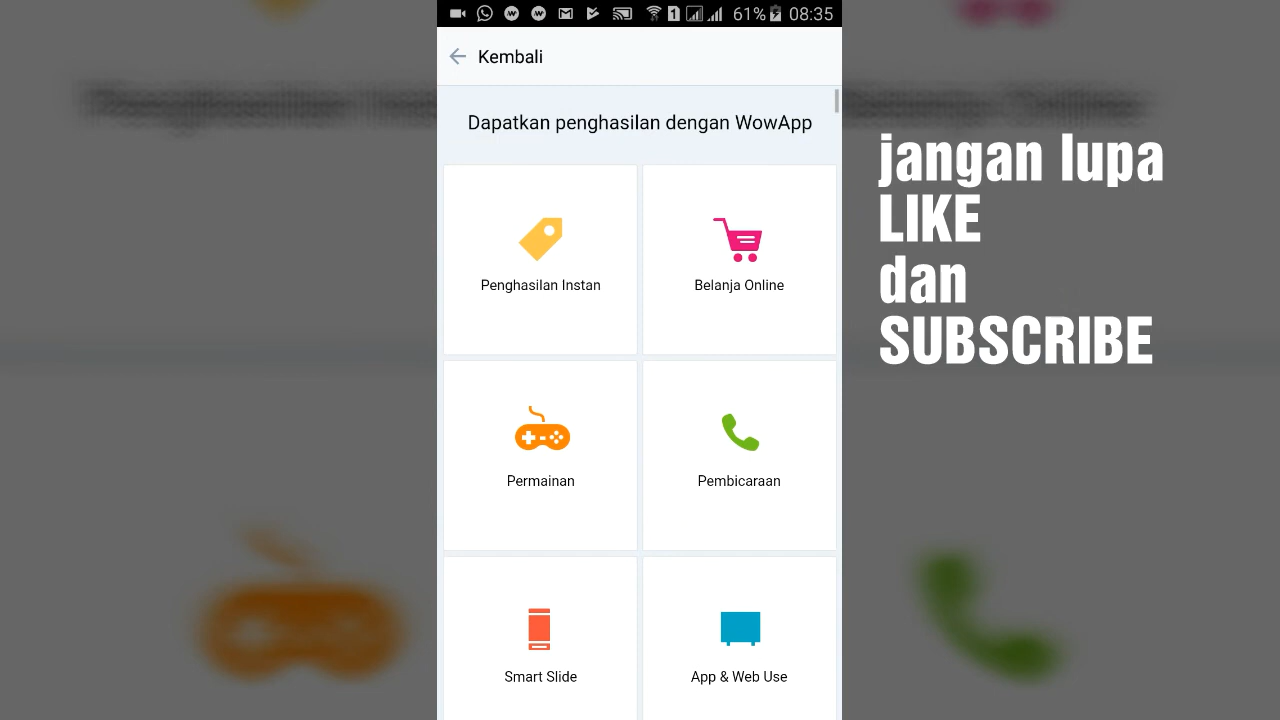 61% 08:35
Kembali
Dapatkan penghasilan dengan WowApp
Penghasilan Instan
Belanja Online
Permainan
Pembicaraan
Smart Slide
App & Web Use
jangan lupa
LIKE
dan
SUBSCRIBE